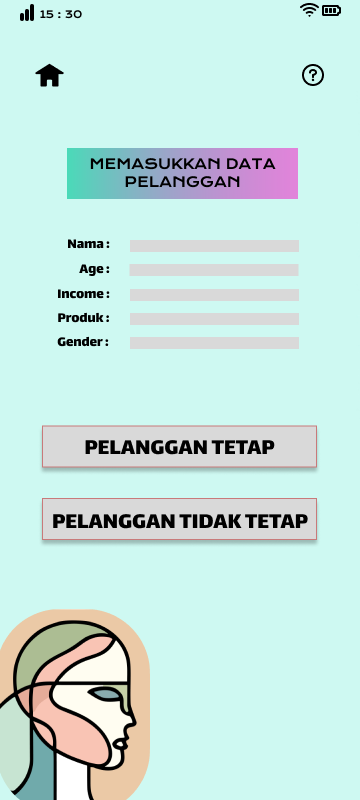 15 : 30
?
MEMASUKKAN DATA
PELANGGAN
Nama :
Age :
Income :
Produk :
Gender :
PELANGGAN TETAP
PELANGGAN TIDAK TETAP